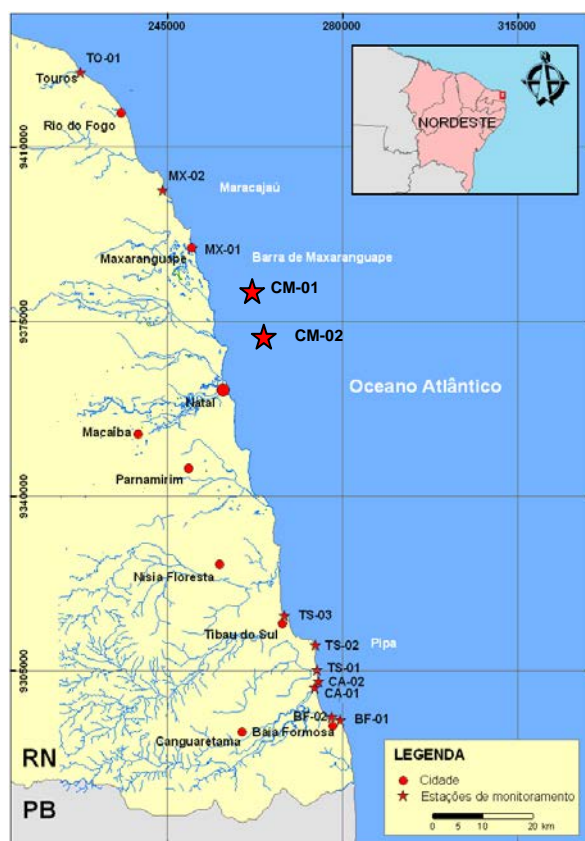 245000
280000
315000
TO-01
Touros
Rio do Fogo
NORDESTE
9410000
MX-02
Maracajaú
MX-01
Maxaranguape
Barra de Maxaranguape
CM-01
9375000
CM-02
Oceano Atlântico
Natal
Macaíba
Parnamirim
9340000
Nisia Floresta
TS-03
Tibau do Sul
TS-02
Pipa
9305000
TS-01
CA-02
CA-01
BF-02
BF-01
Baia Formosa
Canguaretama
RN
PB
LEGENDA
Cidade
Estações de monitoramento
0 10 20 km